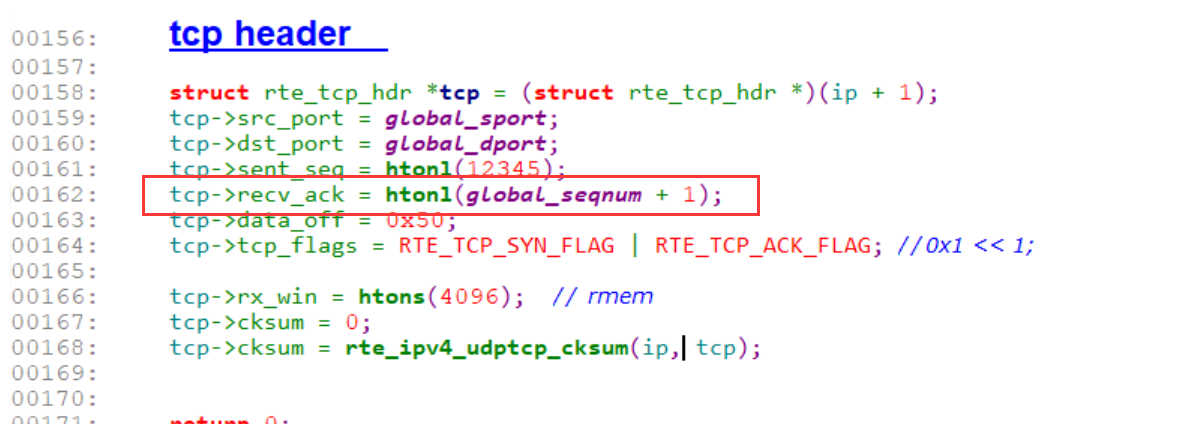 00156: tcp header
00157:
00158: struct rte_tcp_hdr *tcp = (struct rte_tcp_hdr *)(ip + 1);
00159: tcp->src_port = global_sport;
00160: tcp->dst_port = global_dport;
00161: tcp->sent_seq = htonl(12345);
00162: tcp->recv_ack = htonl(global_seqnum + 1);
00163: tcp->data_off = 0x50;
00164: tcp->tcp_flags = RTE_TCP_SYN_FLAG | RTE_TCP_ACK_FLAG; //0x1 << 1;
00165:
00166: tcp->rx_win = htons(4096); // rmem
00167: tcp->cksum = 0;
00168: tcp->cksum = rte_ipv4_udptcp_cksum(ip, tcp);
00169:
00170:
00171: return 0;